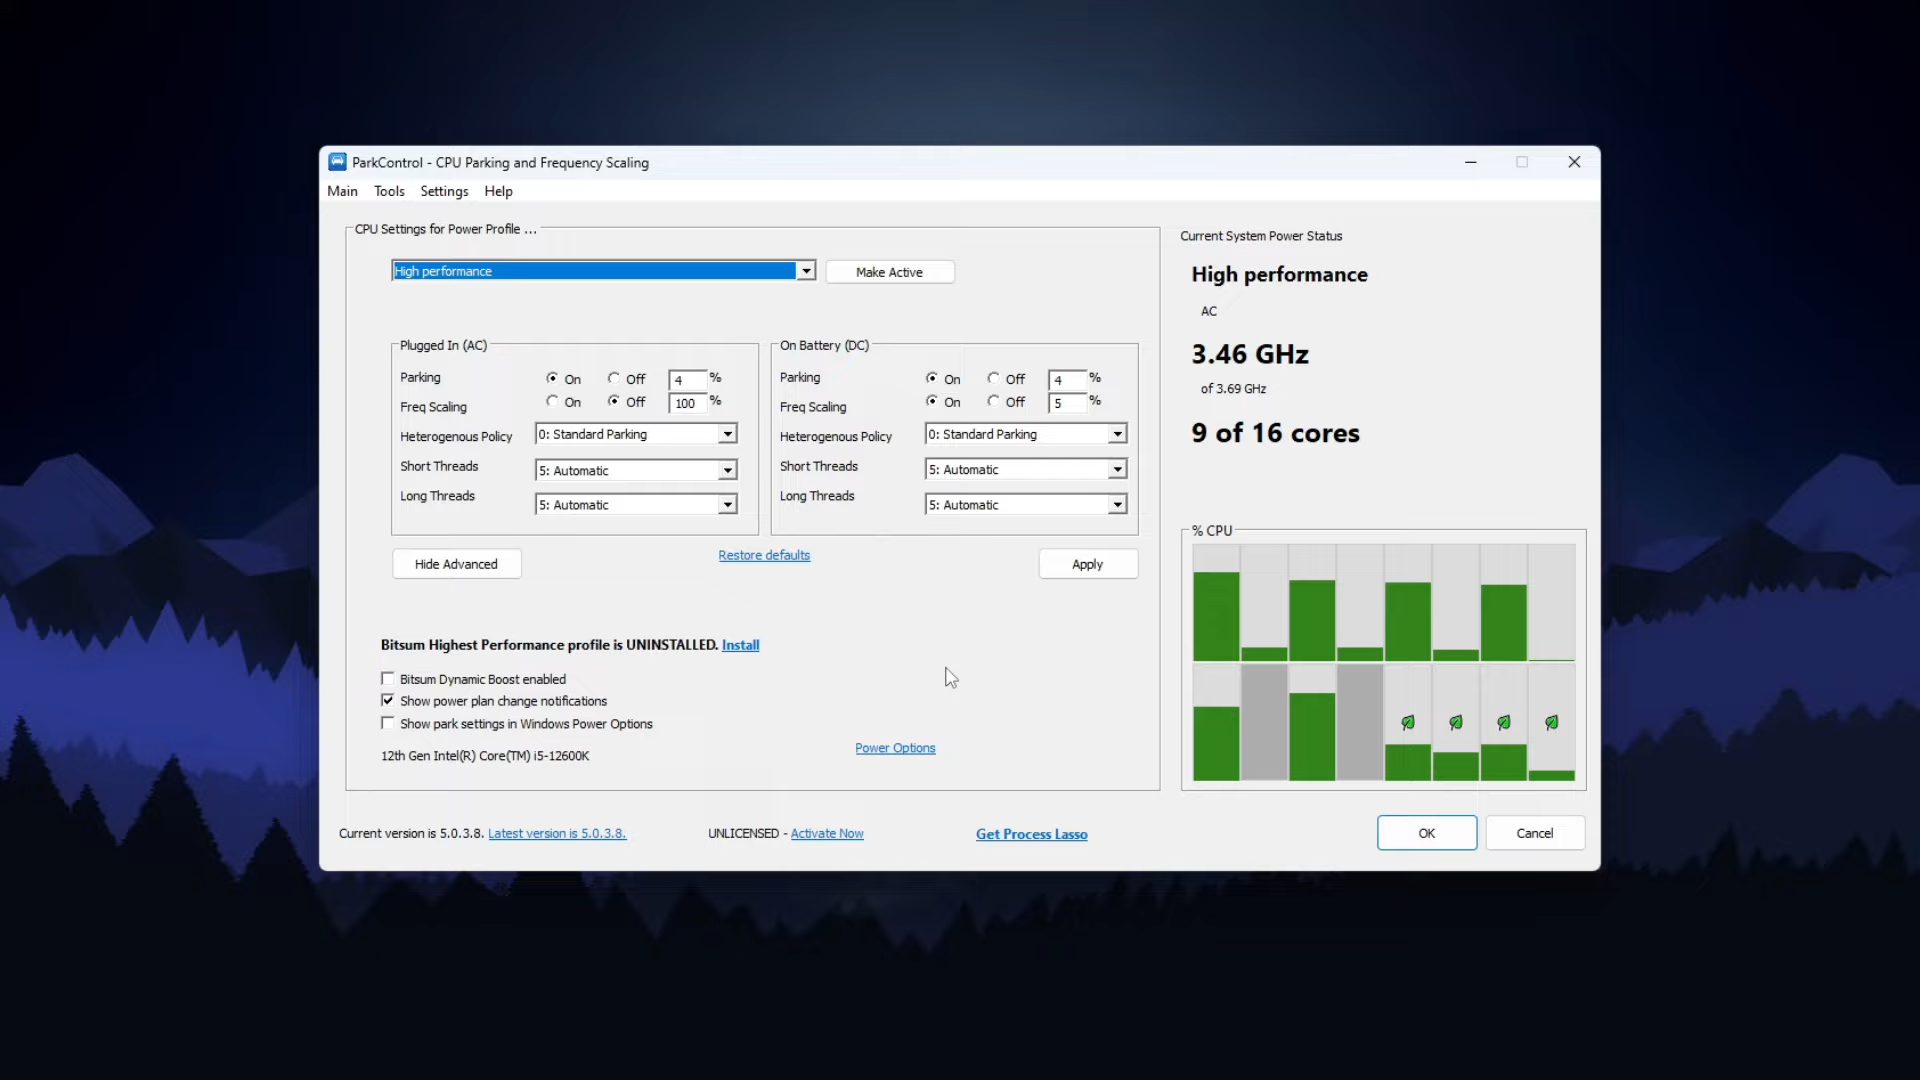 ParkControl - CPU Parking and Frequency Scaling
Main Tools Settings Help
CPU Settings for Power Profile ...
High performance
Make Active
Plugged In (AC)
Parking On Off 4 %
Freq Scaling On Off 100 %
Heterogenous Policy 0: Standard Parking
Short Threads 5: Automatic
Long Threads 5: Automatic
On Battery (DC)
Parking On Off 4 %
Freq Scaling On Off 5 %
Heterogenous Policy 0: Standard Parking
Short Threads 5: Automatic
Long Threads 5: Automatic
Hide Advanced
Restore defaults
Apply
Bitsum Highest Performance profile is UNINSTALLED. Install
Bitsum Dynamic Boost enabled
Show power plan change notifications
Show park settings in Windows Power Options
12th Gen Intel(R) Core(TM) i5-12600K
Power Options
Current System Power Status
High performance
AC
3.46 GHz
of 3.69 GHz
9 of 16 cores
% CPU
Current version is 5.0.3.8. Latest version is 5.0.3.8.
UNLICENSED - Activate Now
Get Process Lasso
OK
Cancel